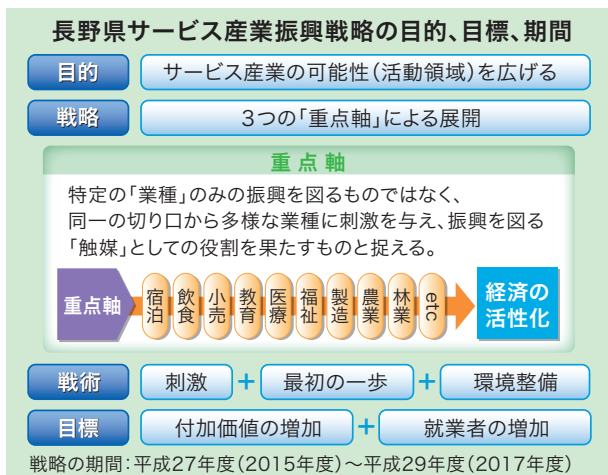 長野県サービス産業振興戦略の目的、目標、期間
目的 サービス産業の可能性(活動領域)を広げる
戦略 3つの「重点軸」による展開
重点軸
特定の「業種」のみの振興を図るものではなく、
同一の切り口から多様な業種に刺激を与え、振興を図る
「触媒」としての役割を果たすものと捉える。
重点軸 宿泊 飲食 小売 教育 医療 福祉 製造 農業 林業 etc 経済の
活性化
戦術 刺激 + 最初の一歩 + 環境整備
目標 付加価値の増加 + 就業者の増加
戦略の期間:平成27年度(2015年度)~平成29年度(2017年度)